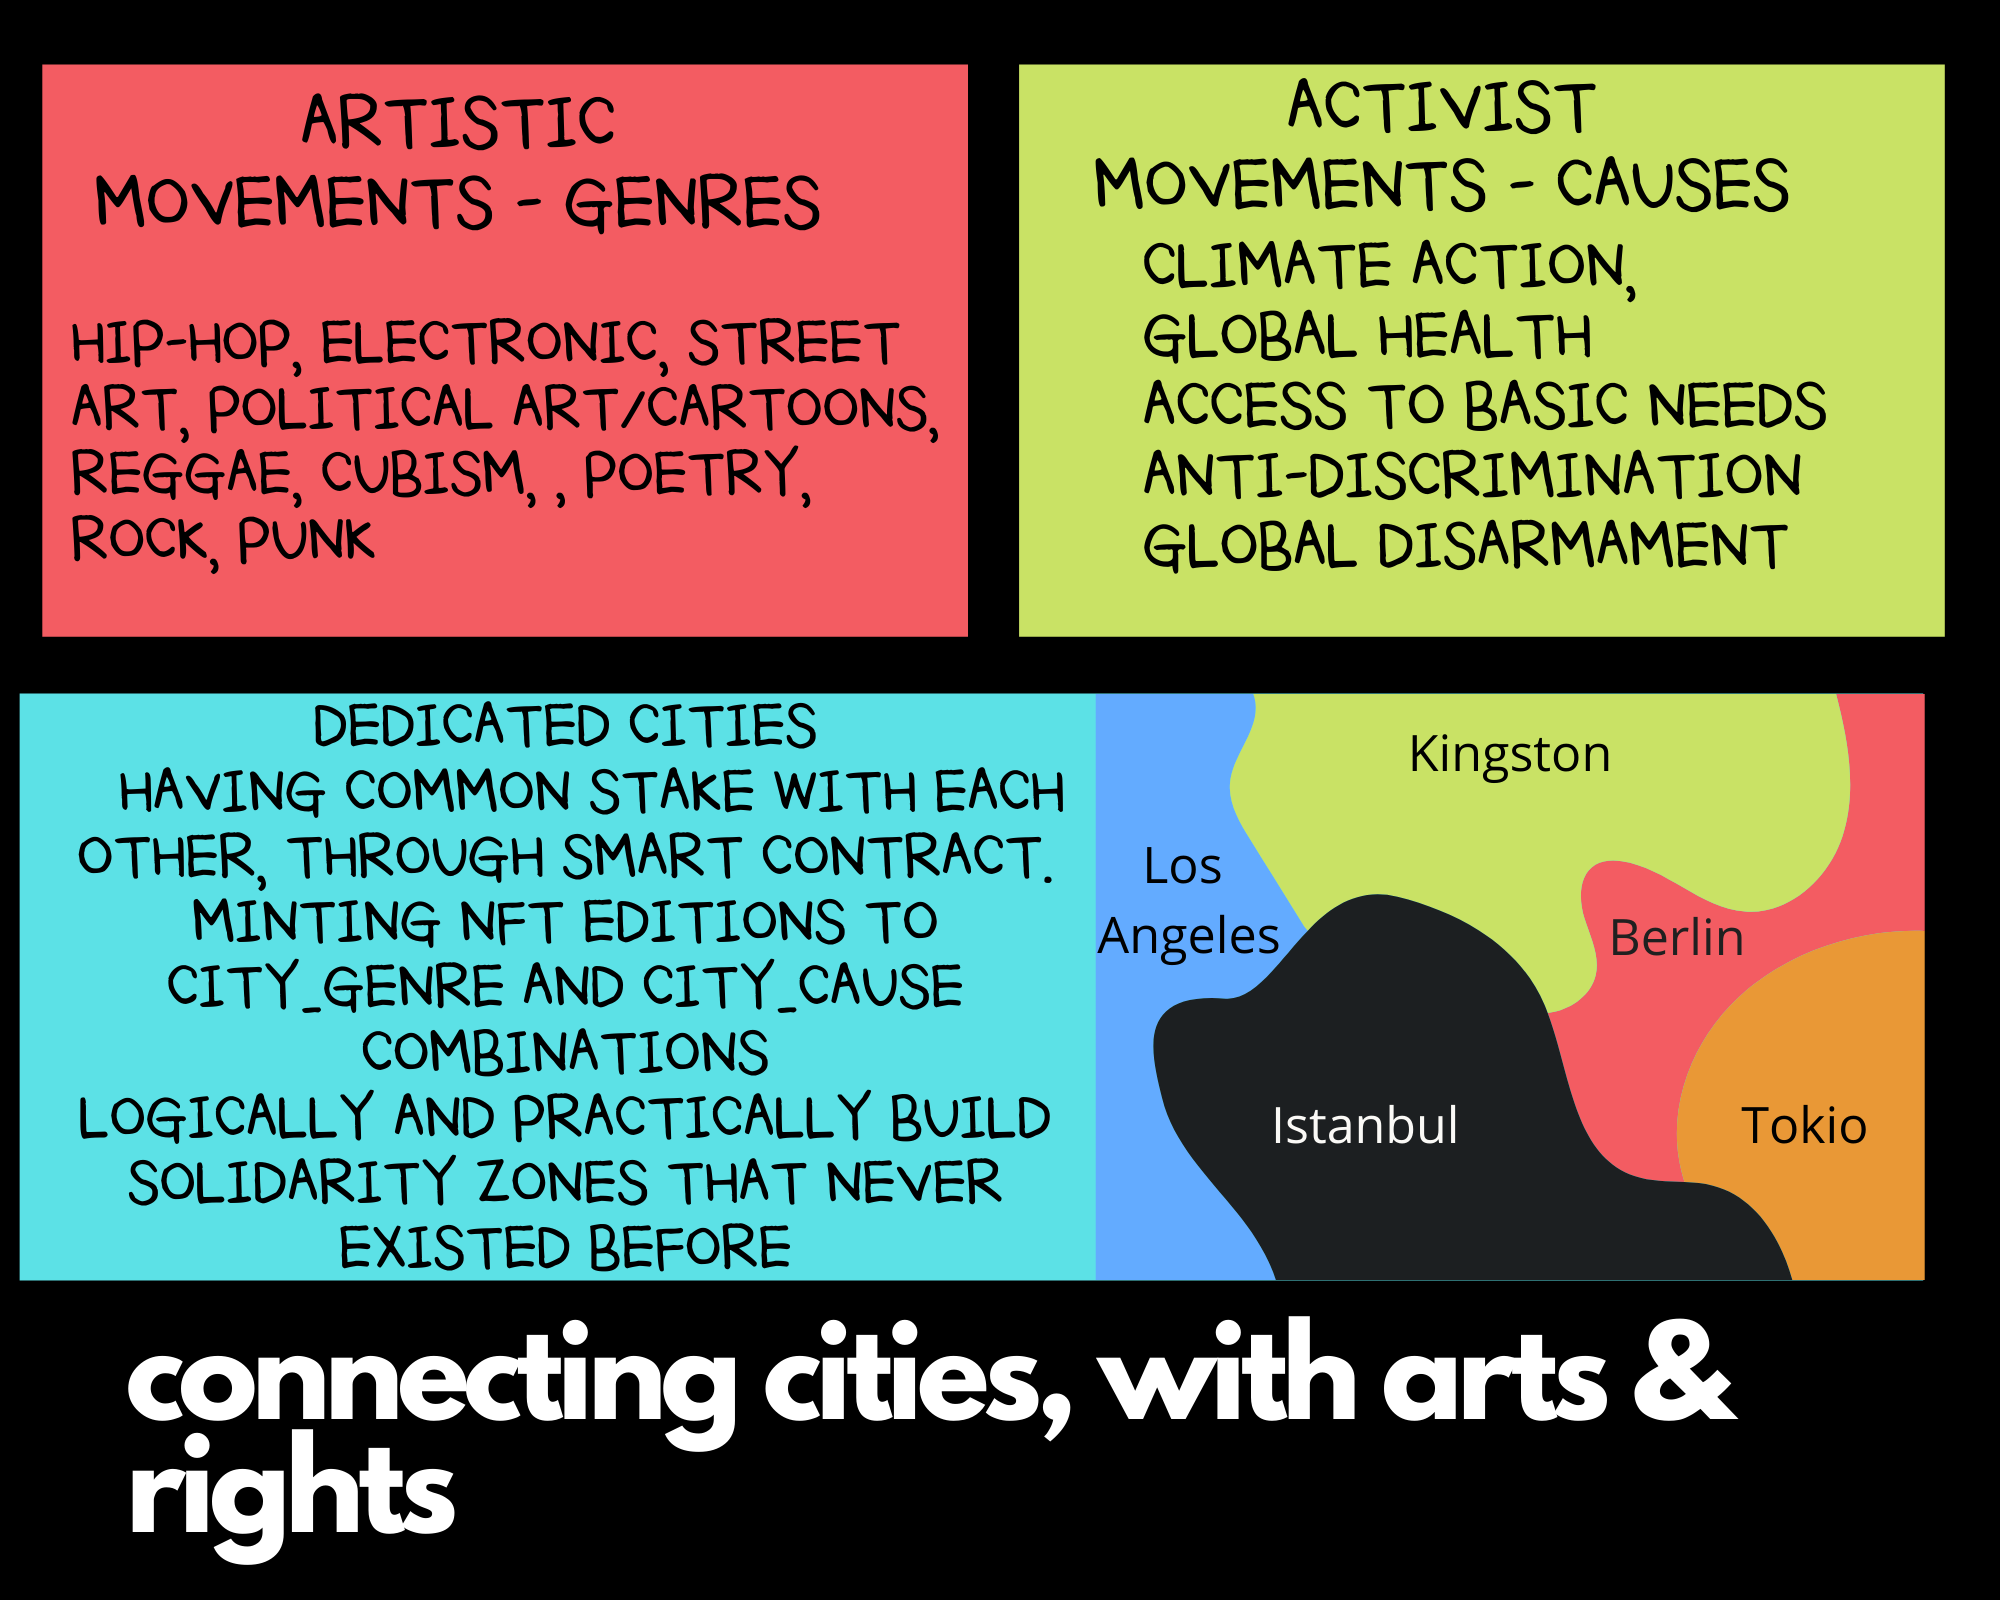 ARTISTIC
MOVEMENTS - GENRES
HIP-HOP, ELECTRONIC, STREET
ART, POLITICAL ART/CARTOONS,
REGGAE, CUBISM, , POETRY,
ROCK, PUNK
ACTIVIST
MOVEMENTS - CAUSES
CLIMATE ACTION,
GLOBAL HEALTH
ACCESS TO BASIC NEEDS
ANTI-DISCRIMINATION
GLOBAL DISARMAMENT
DEDICATED CITIES
HAVING COMMON STAKE WITH EACH
OTHER, THROUGH SMART CONTRACT.
MINTING NFT EDITIONS TO
CITY_GENRE AND CITY_CAUSE
COMBINATIONS
LOGICALLY AND PRACTICALLY BUILD
SOLIDARITY ZONES THAT NEVER
EXISTED BEFORE
Kingston
Los
Angeles
Berlin
Istanbul
Tokio
connecting cities, with arts &
rights